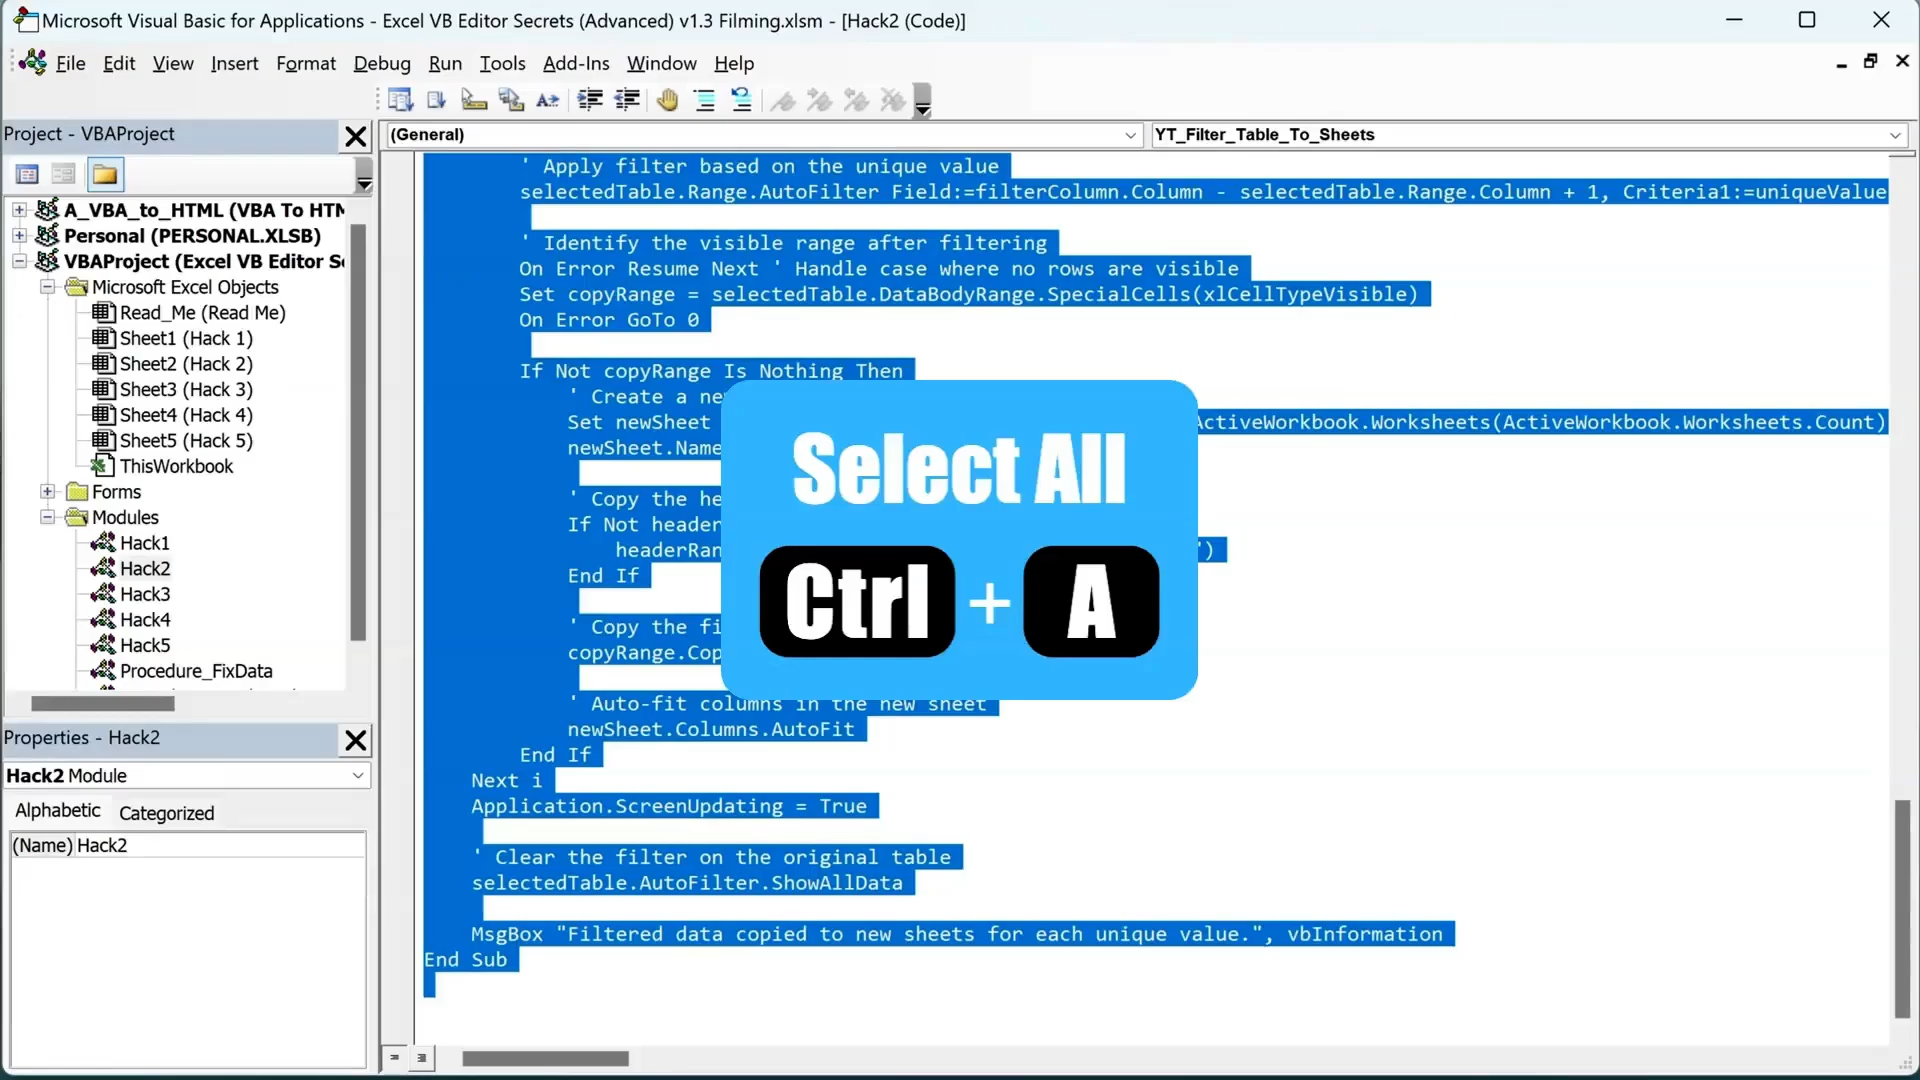 Microsoft Visual Basic for Applications - Excel VB Editor Secrets (Advanced) v1.3 Filming.xlsm - [Hack2 (Code)]
File Edit View Insert Format Debug Run Tools Add-Ins Window Help
Project - VBAProject
A_VBA_to_HTML (VBA To HTM
Personal (PERSONAL.XLSB)
VBAProject (Excel VB Editor Se
Microsoft Excel Objects
Read_Me (Read Me)
Sheet1 (Hack 1)
Sheet2 (Hack 2)
Sheet3 (Hack 3)
Sheet4 (Hack 4)
Sheet5 (Hack 5)
ThisWorkbook
Forms
Modules
Hack1
Hack2
Hack3
Hack4
Hack5
Procedure_FixData
Properties - Hack2
Hack2 Module
Alphabetic Categorized
(Name) Hack2
(General) YT_Filter_Table_To_Sheets
' Apply filter based on the unique value
selectedTable.Range.AutoFilter Field:=filterColumn.Column - selectedTable.Range.Column + 1, Criteria1:=uniqueValue
' Identify the visible range after filtering
On Error Resume Next ' Handle case where no rows are visible
Set copyRange = selectedTable.DataBodyRange.SpecialCells(xlCellTypeVisible)
On Error GoTo 0
If Not copyRange Is Nothing Then
' Create a ne
Set newSheet ActiveWorkbook.Worksheets(ActiveWorkbook.Worksheets.Count)
newSheet.Name
' Copy the he
If Not header
headerRan ')
End If
' Copy the fi
copyRange.Cop
' Auto-fit columns in the new sheet
newSheet.Columns.AutoFit
End If
Next i
Application.ScreenUpdating = True
' Clear the filter on the original table
selectedTable.AutoFilter.ShowAllData
MsgBox "Filtered data copied to new sheets for each unique value.", vbInformation
End Sub
Select All
Ctrl + A